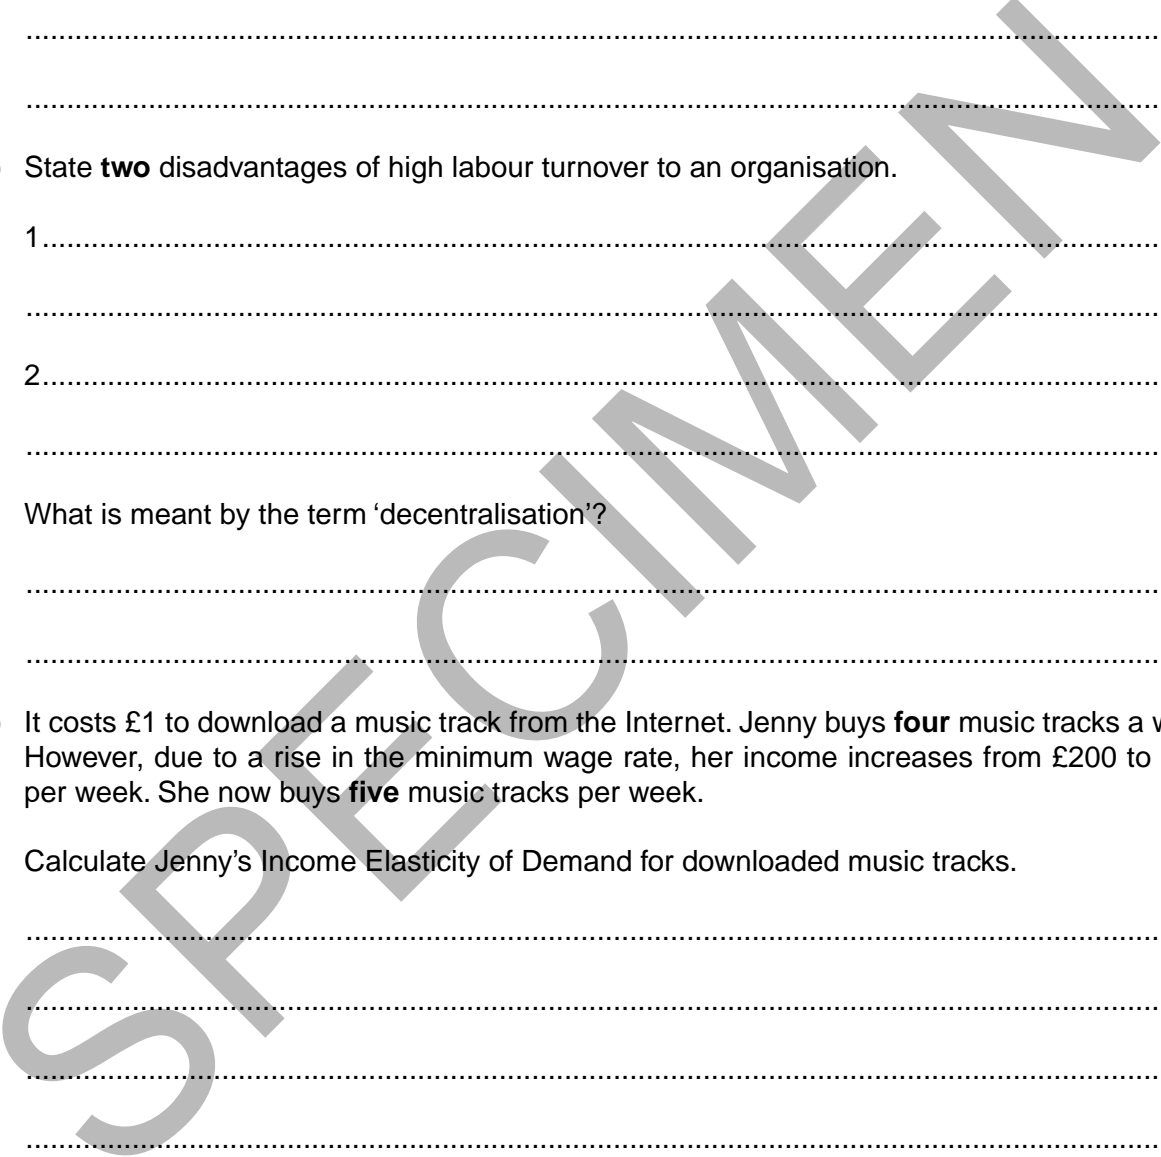 ................................................................................
................................................................................
) State two disadvantages of high labour turnover to an organisation.
1................................................................................
................................................................................
2................................................................................
................................................................................
What is meant by the term ‘decentralisation’?
................................................................................
................................................................................
) It costs £1 to download a music track from the Internet. Jenny buys four music tracks a w
However, due to a rise in the minimum wage rate, her income increases from £200 to
per week. She now buys five music tracks per week.
Calculate Jenny’s Income Elasticity of Demand for downloaded music tracks.
................................................................................
................................................................................
................................................................................
................................................................................
SPECIMEN